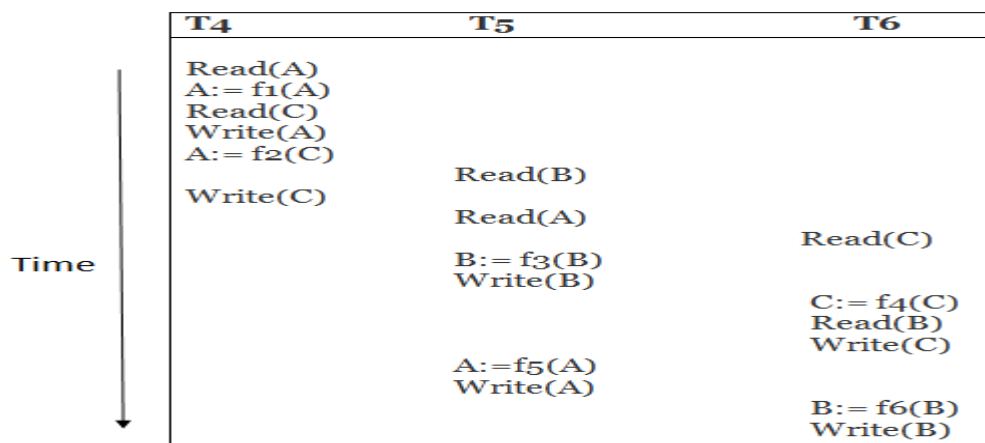 T4 T5 T6
Read(A)
A:= f1(A)
Read(C)
Write(A)
A:= f2(C)
Read(B)
Write(C)
Read(A)
Read(C)
Time
B:= f3(B)
Write(B)
C:= f4(C)
Read(B)
Write(C)
A:=f5(A)
Write(A)
B:= f6(B)
Write(B)